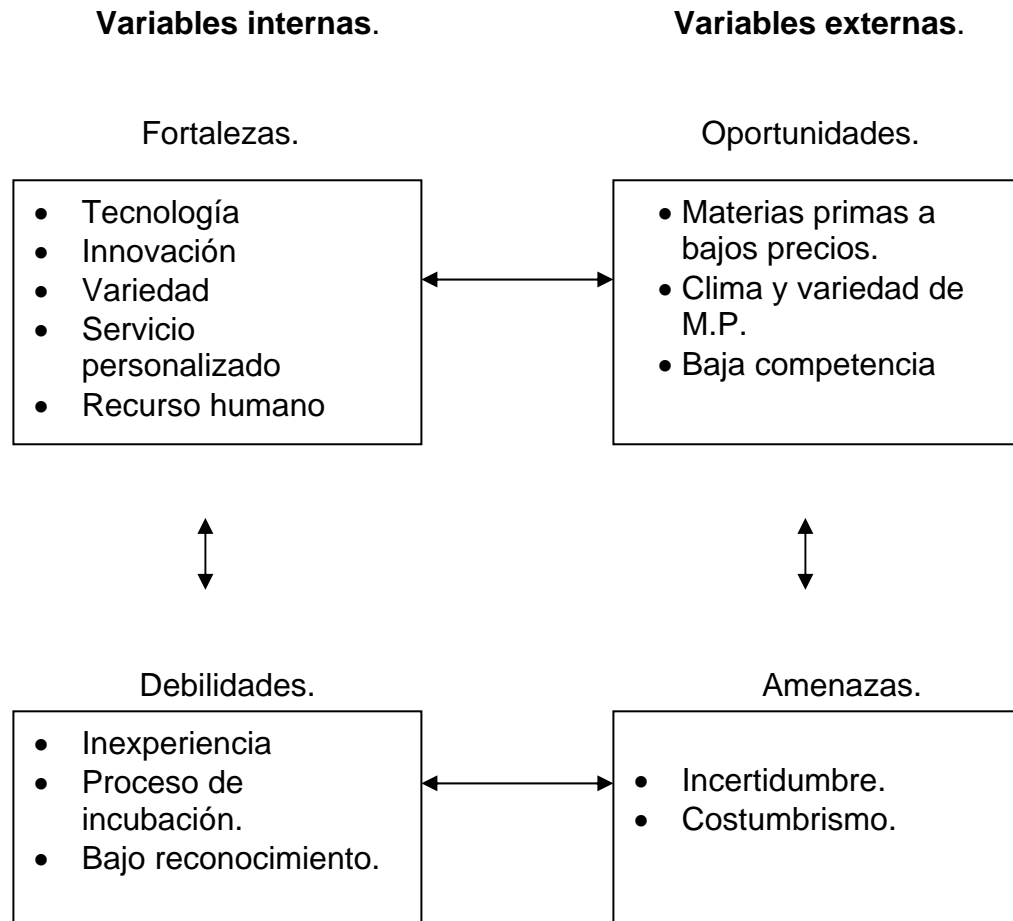 Variables internas.
Variables externas.
Fortalezas.
Oportunidades.
• Tecnología
• Innovación
• Variedad
• Servicio
personalizado
• Recurso humano
• Materias primas a
bajos precios.
• Clima y variedad de
M.P.
• Baja competencia
Debilidades.
Amenazas.
• Inexperiencia
• Proceso de
incubación.
• Bajo reconocimiento.
• Incertidumbre.
• Costumbrismo.